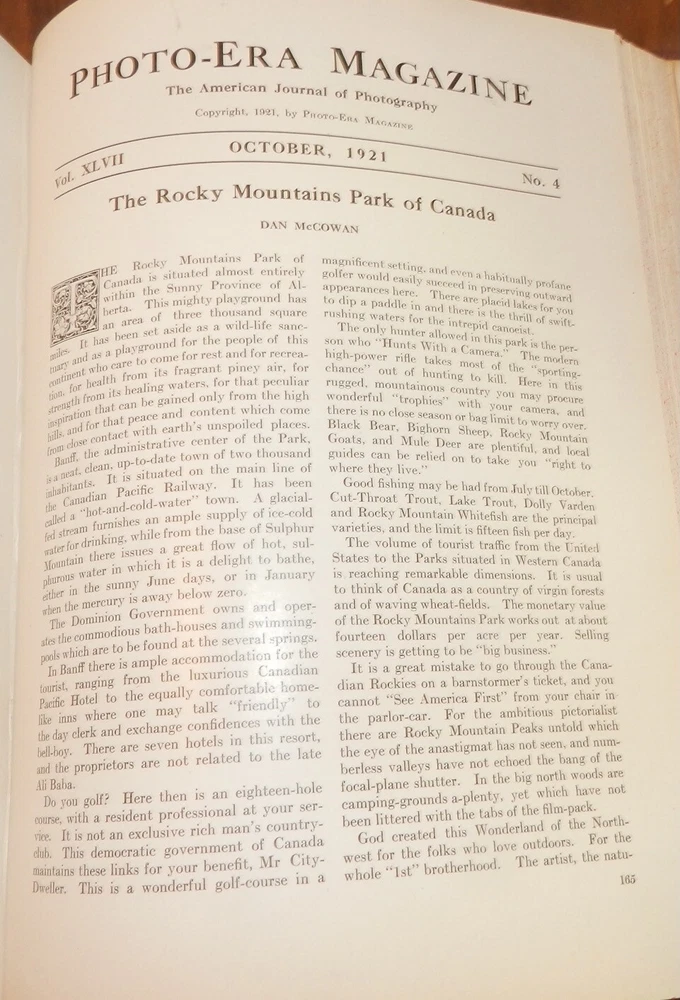 PHOTO-ERA MAGAZINE
The American Journal of Photography
Copyright, 1921, by PHOTO-ERA MAGAZINE
Vol. XLVII
OCTOBER, 1921
No. 4
The Rocky Mountains Park of Canada
DAN McCOWAN
THE Rocky Mountains Park of
Canada is situated almost entirely
within the Sunny Province of Al-
berta. This mighty playground has
an area of three thousand square
miles. It has been set aside as a wild-life sanc-
tuary and as a playground for the people of this
continent who care to come for rest and for recrea-
tion, for health from its fragrant piney air, for
strength from its healing waters, for that peculiar
inspiration that can be gained only from the high
hills, and for that peace and content which come
from close contact with earth's unspoiled places.
Banff, the administrative center of the Park,
is a neat, clean, up-to-date town of two thousand
inhabitants. It is situated on the main line of
the Canadian Pacific Railway. It has been
called a "hot-and-cold-water" town. A glacial-
fed stream furnishes an ample supply of ice-cold
water for drinking, while from the base of Sulphur
Mountain there issues a great flow of hot, sul-
phurous water in which it is a delight to bathe,
either in the sunny June days, or in January
when the mercury is away below zero.
The Dominion Government owns and oper-
ates the commodious bath-houses and swimming-
pools which are to be found at the several springs.
In Banff there is ample accommodation for the
tourist, ranging from the luxurious Canadian
Pacific Hotel to the equally comfortable home-
like inns where one may talk "friendly" to
the day clerk and exchange confidences with the
bell-boy. There are seven hotels in this resort,
and the proprietors are not related to the late
Ali Baba.
Do you golf? Here then is an eighteen-hole
course, with a resident professional at your ser-
vice. It is not an exclusive rich man's country-
club. This democratic government of Canada
maintains these links for your benefit, Mr City-
Dweller. This is a wonderful golf-course in a
magnificent setting, and even a habitually profane
golfer would easily succeed in preserving outward
appearances here. There are placid lakes for you
to dip a paddle in and there is the thrill of swift-
rushing waters for the intrepid canoeist.
The only hunter allowed in this park is the per-
son who "Hunts With a Camera." The modern
high-power rifle takes most of the "sporting-
chance" out of hunting to kill. Here in this
rugged, mountainous country you may procure
wonderful "trophies" with your camera, and
there is no close season or bag limit to worry over.
Black Bear, Bighorn Sheep, Rocky Mountain
Goats, and Mule Deer are plentiful, and local
guides can be relied on to take you "right to
where they live."
Good fishing may be had from July till October.
Cut-Throat Trout, Lake Trout, Dolly Varden
and Rocky Mountain Whitefish are the principal
varieties, and the limit is fifteen fish per day.
The volume of tourist traffic from the United
States to the Parks situated in Western Canada
is reaching remarkable dimensions. It is usual
to think of Canada as a country of virgin forests
and of waving wheat-fields. The monetary value
of the Rocky Mountains Park works out at about
fourteen dollars per acre per year. Selling
scenery is getting to be "big business."
It is a great mistake to go through the Cana-
dian Rockies on a barnstormer's ticket, and you
cannot "See America First" from your chair in
the parlor-car. For the ambitious pictorialist
there are Rocky Mountain Peaks untold which
the eye of the anastigmat has not seen, and num-
berless valleys have not echoed the bang of the
focal-plane shutter. In the big north woods are
camping-grounds a-plenty, yet which have not
been littered with the tabs of the film-pack.
God created this Wonderland of the North-
west for the folks who love outdoors. For the
whole "1st" brotherhood. The artist, the natu-
165